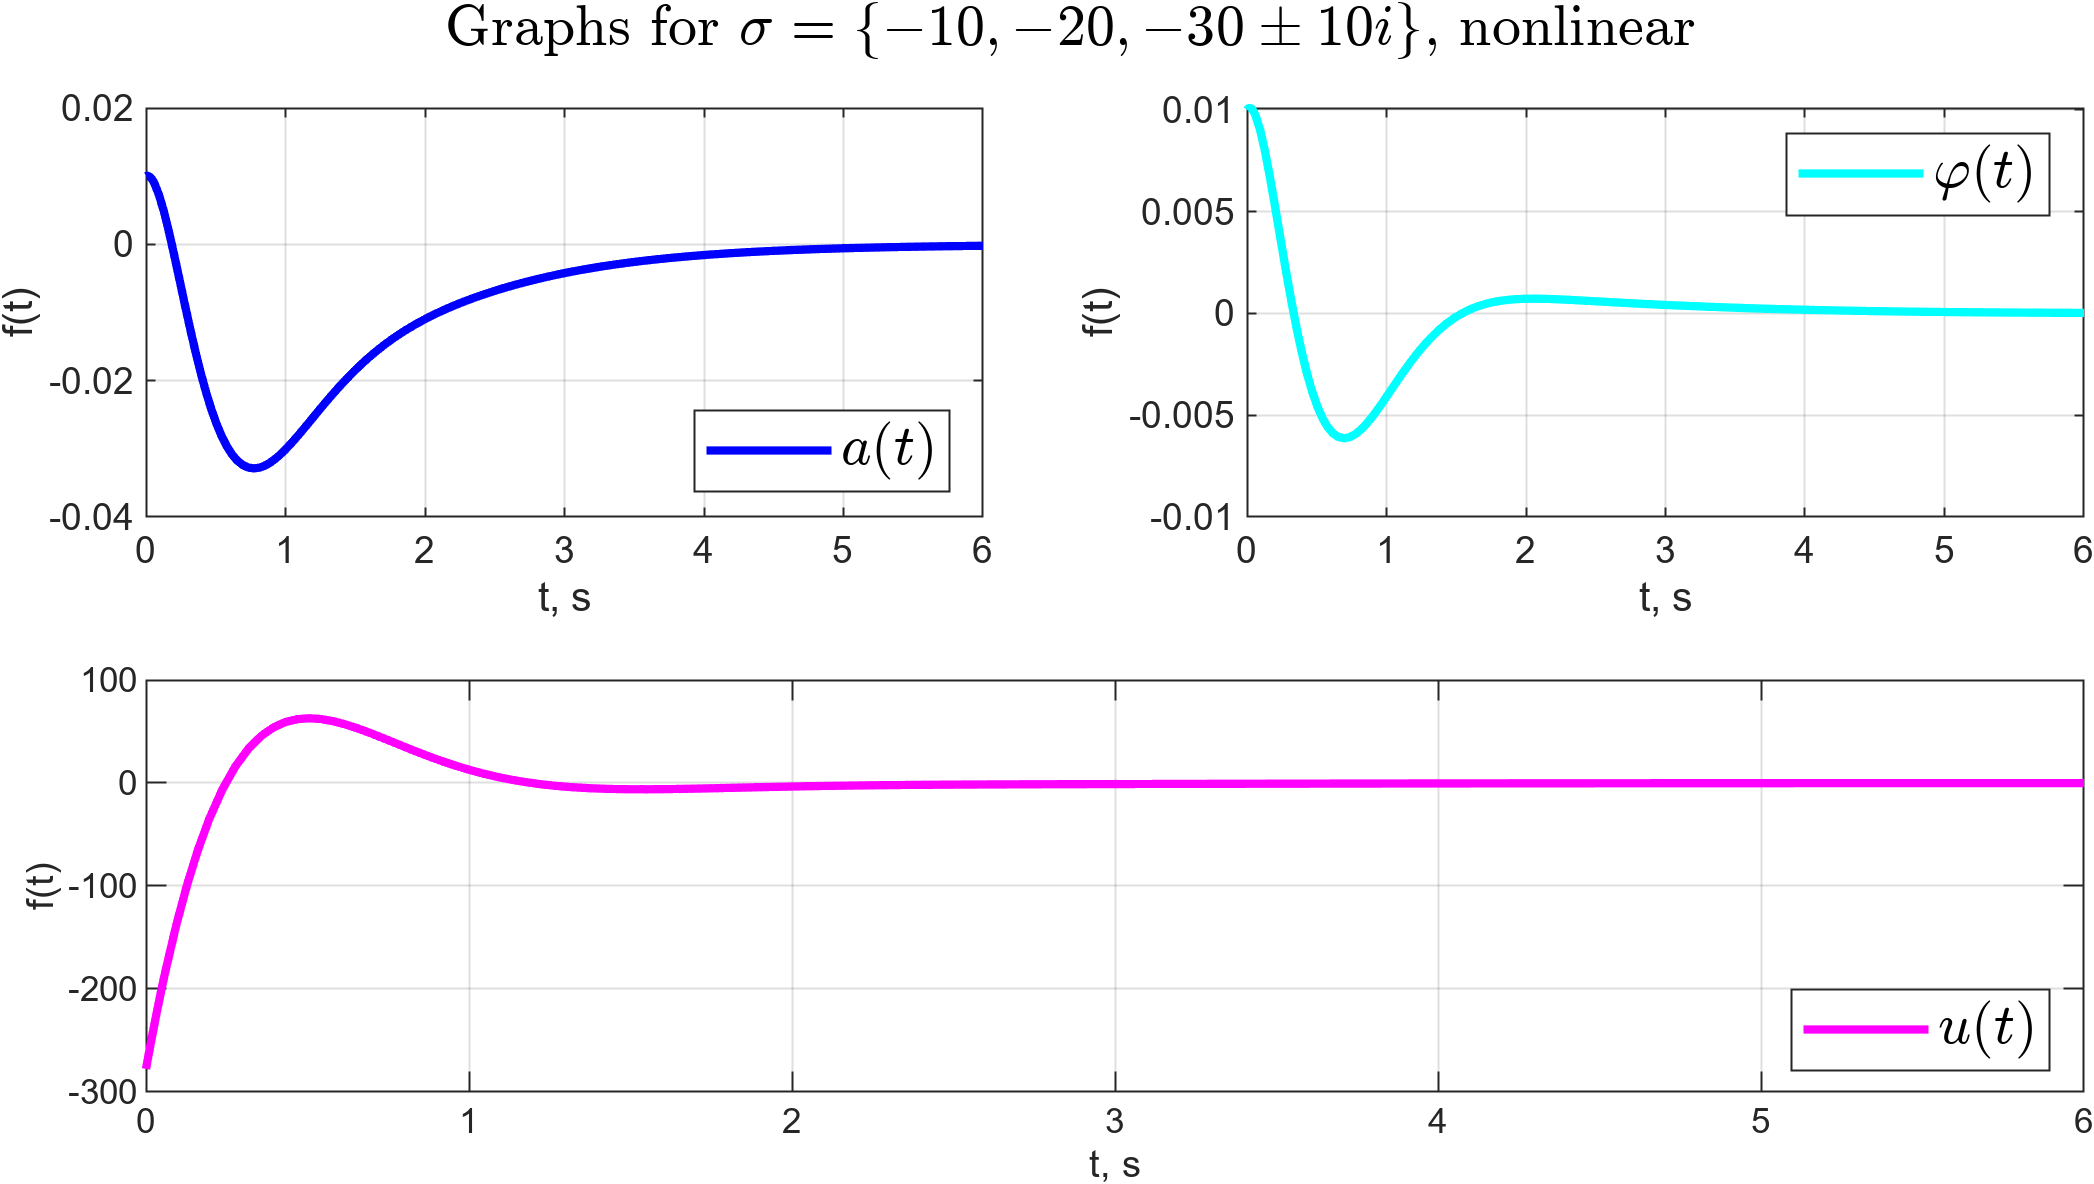 Graphs for σ = {−10, −20, −30 ± 10i}, nonlinear
0.02
0
-0.02
-0.04
0 1 2 3 4 5 6
t, s
f(t)
a(t)
0.01
0.005
0
-0.005
-0.01
0 1 2 3 4 5 6
t, s
f(t)
φ(t)
100
0
-100
-200
-300
0 1 2 3 4 5 6
t, s
f(t)
u(t)